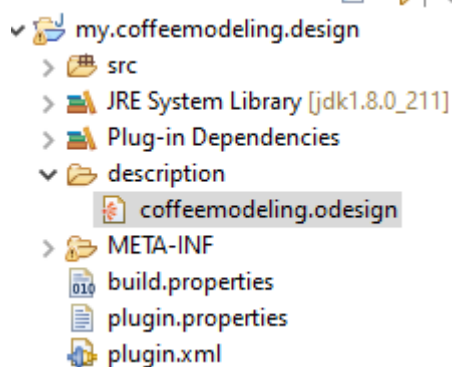 my.coffeemodeling.design
src
JRE System Library [jdk1.8.0_211]
Plug-in Dependencies
description
coffeemodeling.odesign
META-INF
010
build.properties
plugin.properties
plugin.xml